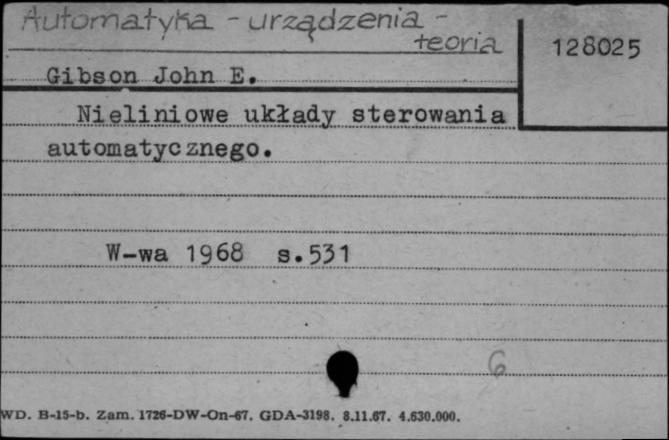 Automatyka - urządzenia -
teoria
128025
Gibson John E.
Nieliniowe układy sterowania
automatycznego.
W-wa 1968 s.531
6
WD. B-15-b. Zam. 1726-DW-On-67. GDA-3198. 8.11.67. 4.630.000.